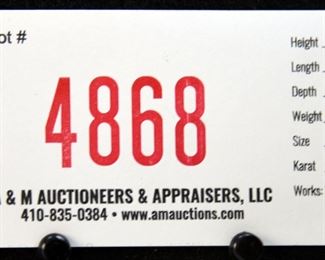 ot #
4868
A & M AUCTIONEERS & APPRAISERS, LLC
410-835-0384 • www.amauctions.com
Height
Length
Depth
Weight
Size
Karat
Works: